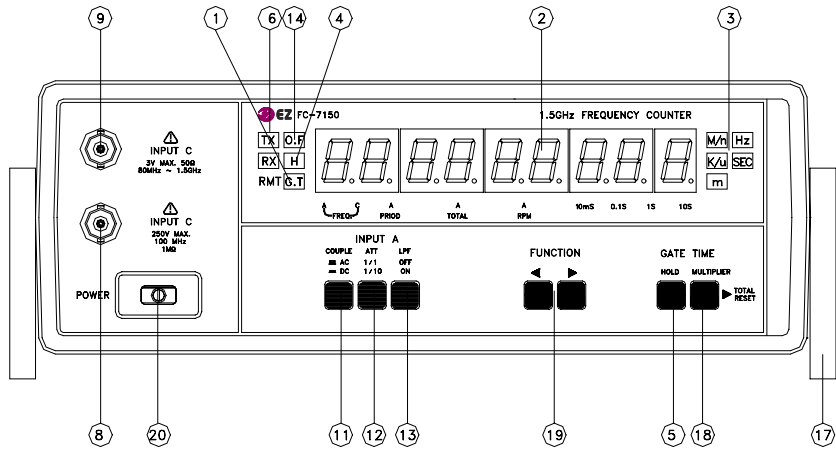 9 1 6 14 4 2 3
EZ FC-7150 1.5GHz FREQUENCY COUNTER
INPUT C
3V MAX. 50Ω
80MHz ~ 1.5GHz
TX O.F
RX H
RMT G.T
M/n Hz
K/u SEC
m
A C A A A 10mS 0.1S 1S 10S
FREQ. PRIOD TOTAL RPM
INPUT C
250V MAX.
100 MHz
1MΩ
POWER
INPUT A
COUPLE ATT LPF
AC 1/1 OFF
DC 1/10 ON
FUNCTION
GATE TIME
HOLD MULTIPLIER
TOTAL
RESET
8 20 11 12 13 19 5 18 17